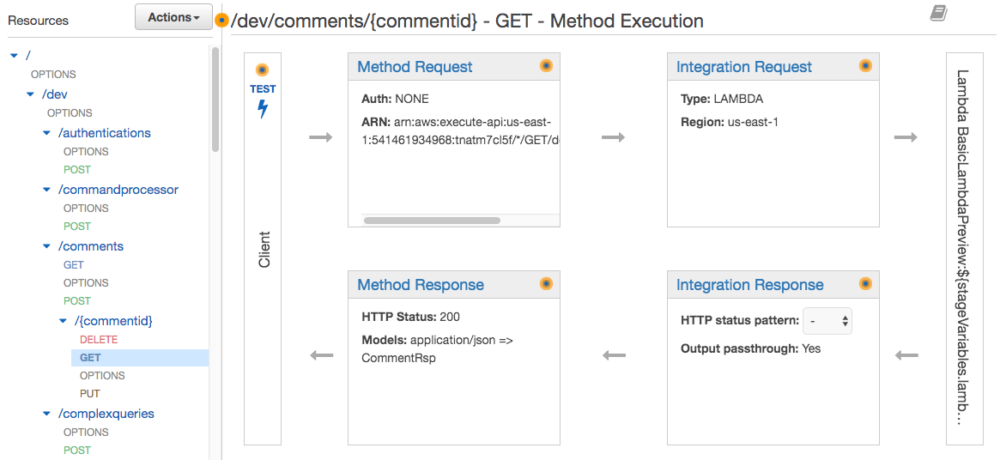 Resources
Actions
/
OPTIONS
/dev
OPTIONS
/authentications
OPTIONS
POST
/commandprocessor
OPTIONS
POST
/comments
GET
OPTIONS
POST
/{commentid}
DELETE
GET
OPTIONS
PUT
/complexqueries
OPTIONS
POST
/dev/comments/{commentid} - GET - Method Execution
TEST
Client
Method Request
Auth: NONE
ARN: arn:aws:execute-api:us-east-
1:541461934968:tnatm7cl5f/*/GET/d
Integration Request
Type: LAMBDA
Region: us-east-1
Lambda BasicLambdaPreview:${stageVariables.lamb...
Method Response
HTTP Status: 200
Models: application/json =>
CommentRsp
Integration Response
HTTP status pattern: -
Output passthrough: Yes